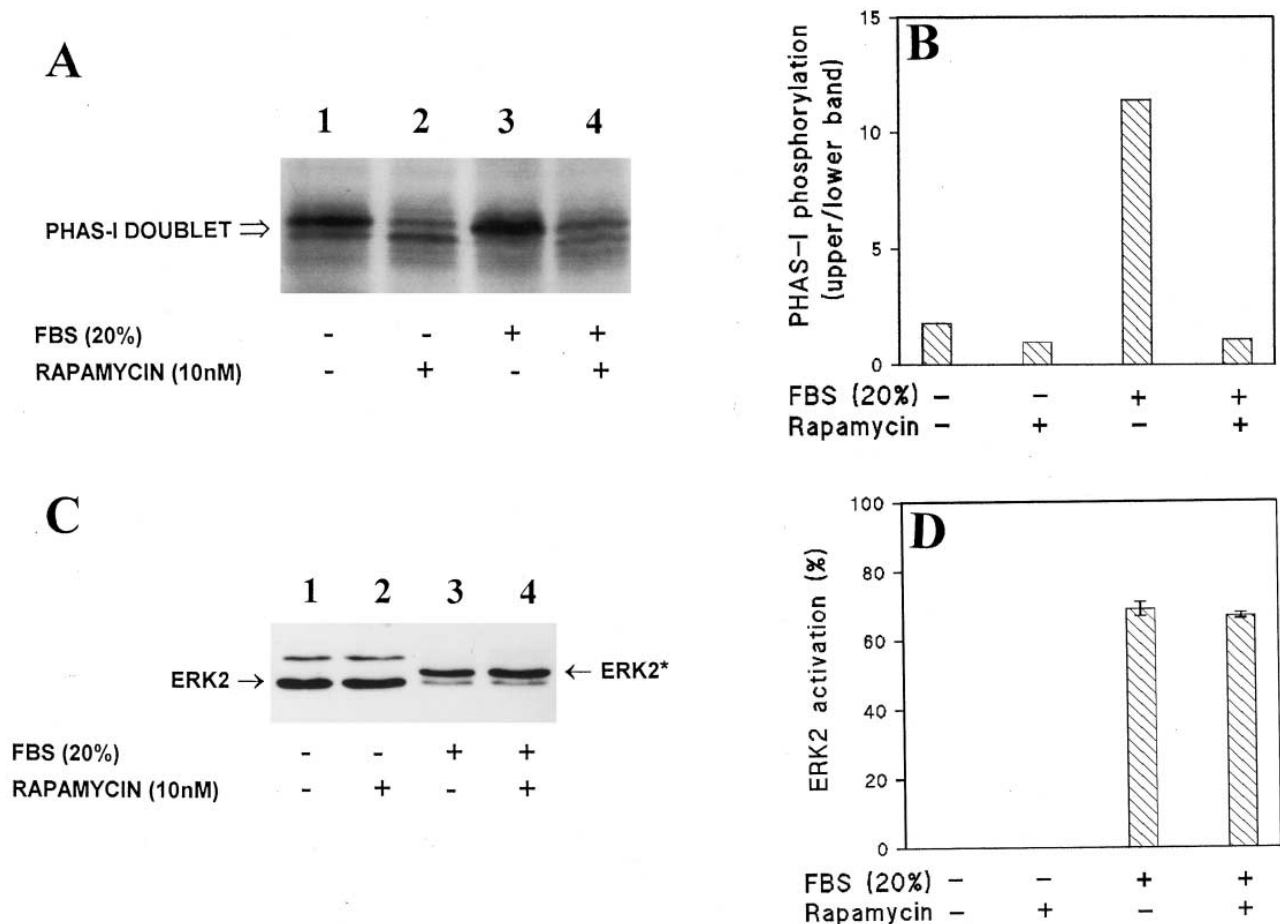 A
1 2 3 4
PHAS-I DOUBLET ⇒
FBS (20%) - - + +
RAPAMYCIN (10nM) - + - +
B
PHAS-I phosphorylation
(upper/lower band)
15
10
5
0
FBS (20%) - - + +
Rapamycin - + - +
C
1 2 3 4
ERK2 →
← ERK2*
FBS (20%) - - + +
RAPAMYCIN (10nM) - + - +
D
ERK2 activation (%)
100
80
60
40
20
0
FBS (20%) - - + +
Rapamycin - + - +